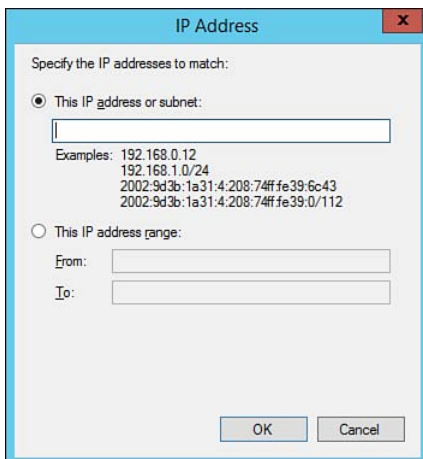 IP Address
x
Specify the IP addresses to match:
This IP address or subnet:
Examples: 192.168.0.12
192.168.1.0/24
2002:9d3b:1a31:4:208:74ff:fe39:6c43
2002:9d3b:1a31:4:208:74ff:fe39:0/112
This IP address range:
From:
To:
OK Cancel